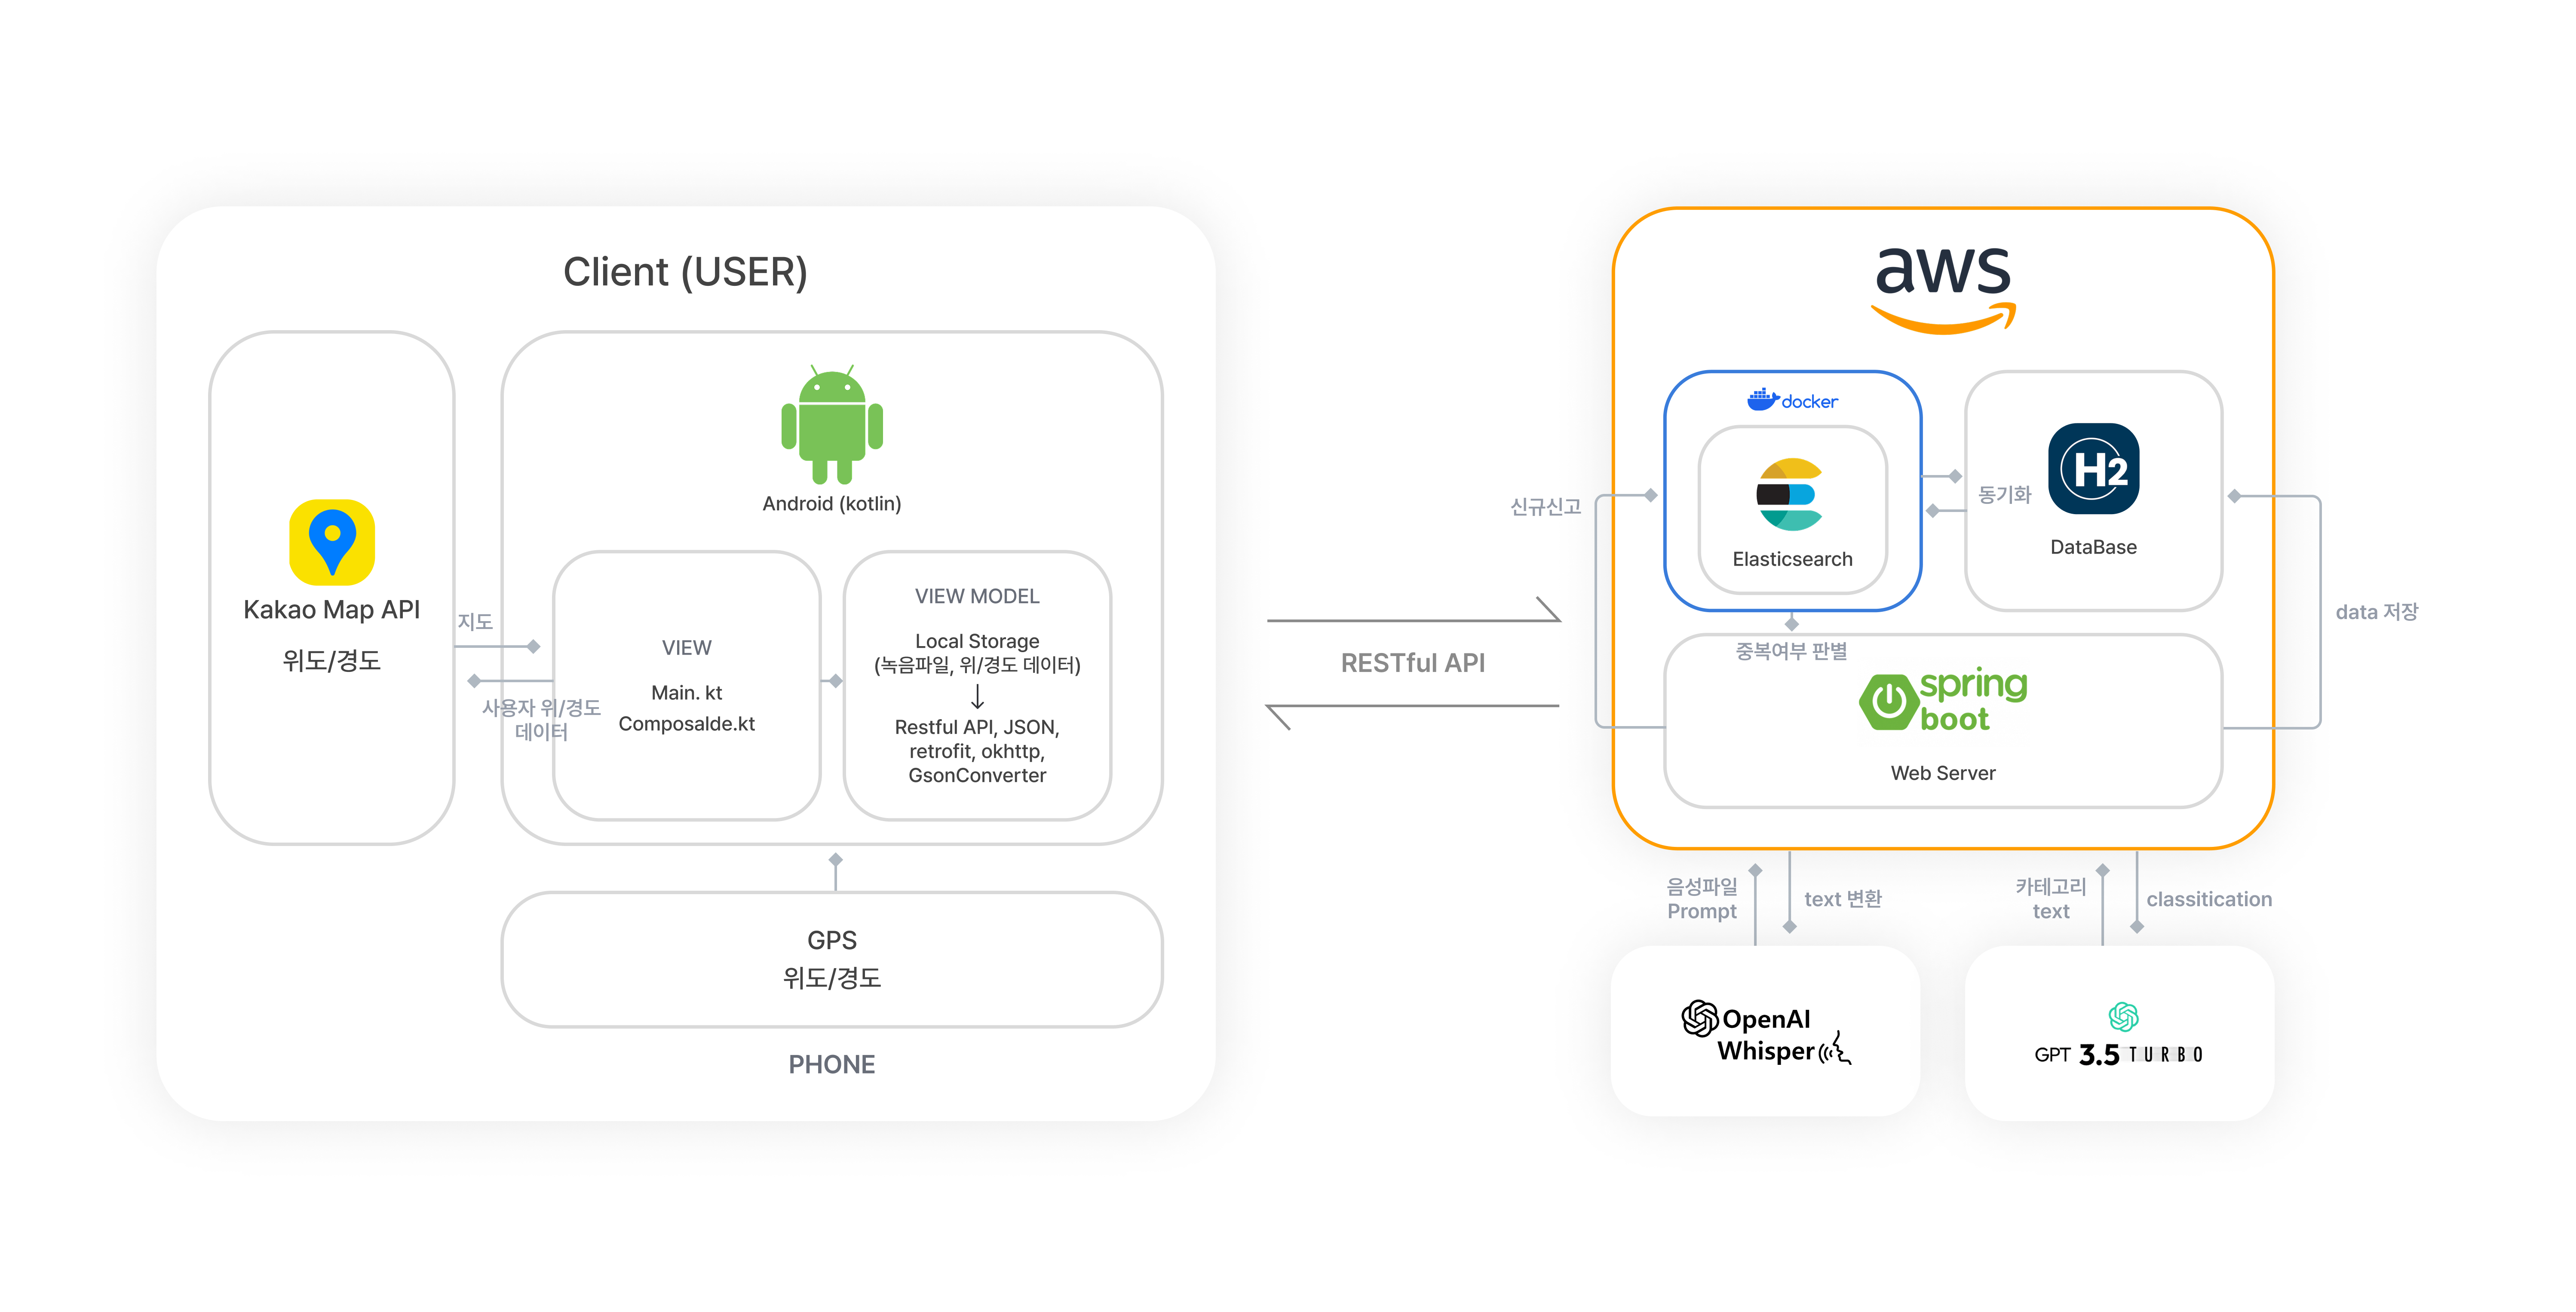 Client (USER)
Kakao Map API
위도/경도
지도
사용자 위/경도
데이터
Android (kotlin)
VIEW
Main. kt
Composalde.kt
VIEW MODEL
Local Storage
(녹음파일, 위/경도 데이터)
Restful API, JSON,
retrofit, okhttp,
GsonConverter
GPS
위도/경도
PHONE
RESTful API
aws
신규신고
docker
Elasticsearch
동기화
H2
DataBase
data 저장
중복여부 판별
spring
boot
Web Server
음성파일
Prompt
text 변환
카테고리
text
classitication
OpenAI
Whisper
GPT 3.5 TURBO